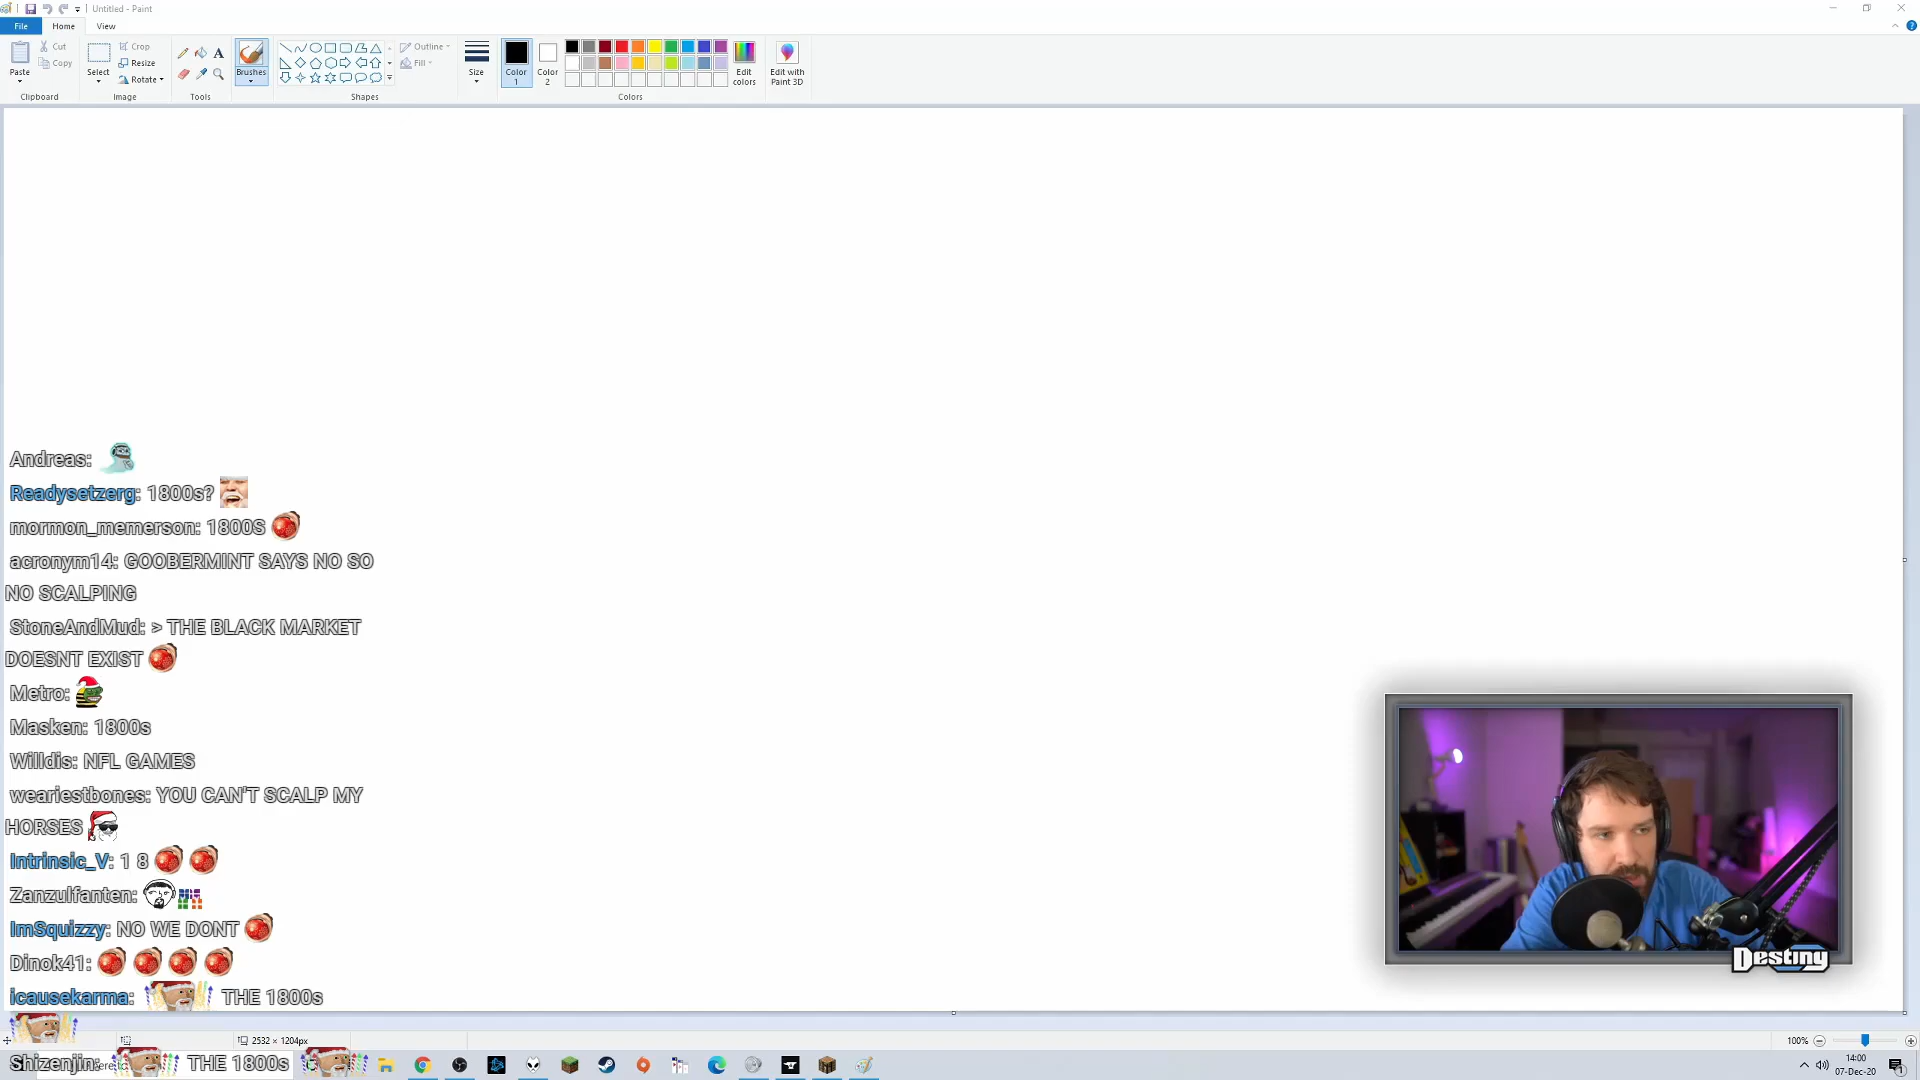 Untitled - Paint
File
Home
View
Paste
Cut
Copy
Clipboard
Select
Crop
Resize
Rotate
Image
A
Tools
Brushes
Outline
Fill
Shapes
Size
Color
1
Color
2
Edit
colors
Colors
Edit with
Paint 3D
Andreas:
Readysetzerg: 1800s?
mormon_memerson: 1800S
acronym14: GOOBERMINT SAYS NO SO
NO SCALPING
StoneAndMud: > THE BLACK MARKET
DOESNT EXIST
Metro:
Masken: 1800s
Willdis: NFL GAMES
weariestbones: YOU CAN'T SCALP MY
HORSES
Intrinsic_V: 1 8
Zanzulfanten:
ImSquizzy: NO WE DONT
Dinok41:
icausekarma: THE 1800s
Shizenjin: THE 1800s
Destiny
2532 × 1204px
100%
14:00
07-Dec-20